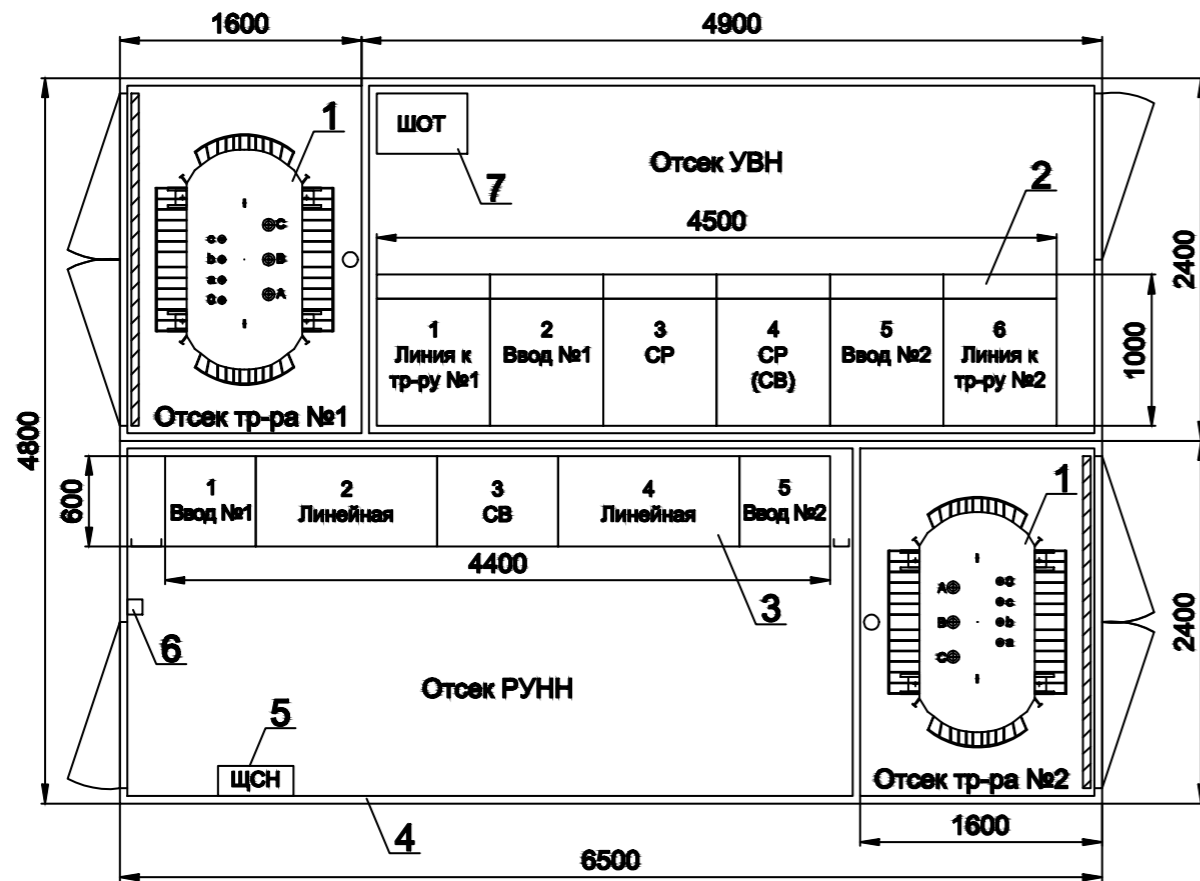 1600
4900
1
ШОТ
7
Отсек УВН
2
4500
c
b
a
0
C
B
A
2400
1
Линия к
тр-ру №1
2
Ввод №1
3
СР
4
СР
(СВ)
5
Ввод №2
6
Линия к
тр-ру №2
1000
Отсек тр-ра №1
4800
600
1
Ввод №1
2
Линейная
3
СВ
4
Линейная
5
Ввод №2
4400
3
1
A
B
C
0
c
b
a
2400
6
Отсек РУНН
5
ЩСН
4
Отсек тр-ра №2
1600
6500